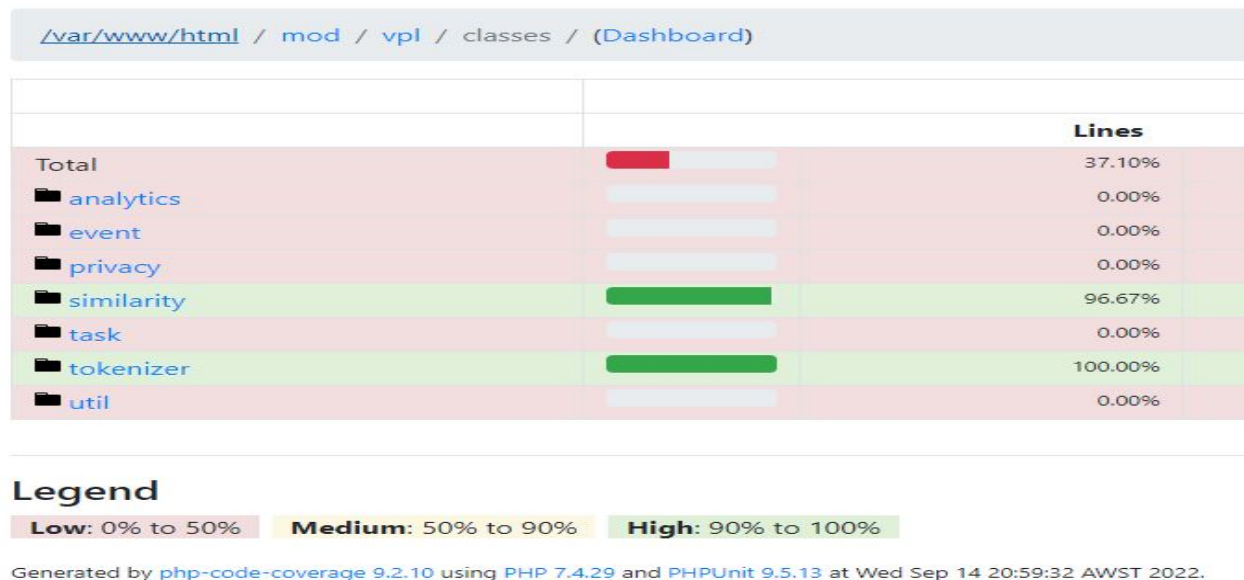 /var/www/html / mod / vpl / classes / (Dashboard)
Lines
Total 37.10%
analytics 0.00%
event 0.00%
privacy 0.00%
similarity 96.67%
task 0.00%
tokenizer 100.00%
util 0.00%
Legend
Low: 0% to 50% Medium: 50% to 90% High: 90% to 100%
Generated by php-code-coverage 9.2.10 using PHP 7.4.29 and PHPUnit 9.5.13 at Wed Sep 14 20:59:32 AWST 2022.